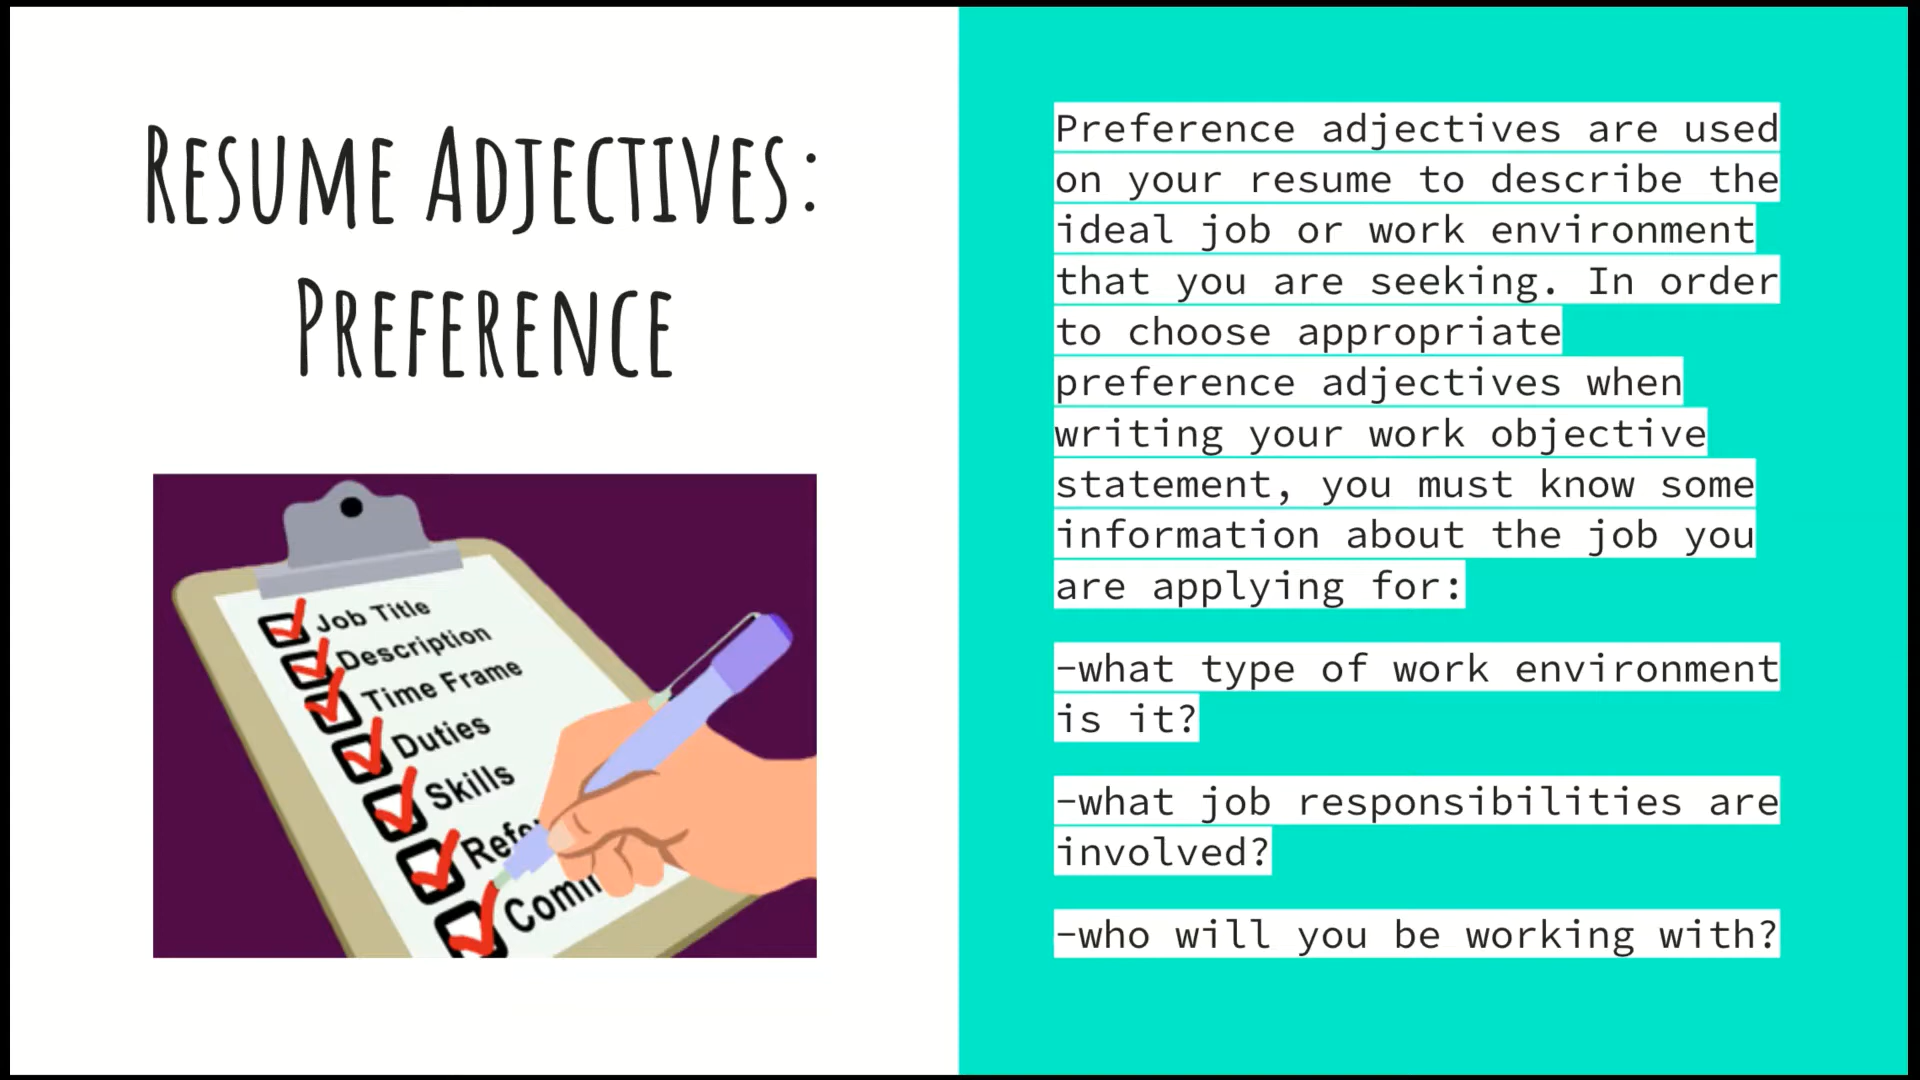 Resume Adjectives:
Preference
Job Title
Description
Time Frame
Duties
Skills
Preference adjectives are used
on your resume to describe the
ideal job or work environment
that you are seeking. In order
to choose appropriate
preference adjectives when
writing your work objective
statement, you must know some
information about the job you
are applying for:
-what type of work environment
is it?
-what job responsibilities are
involved?
-who will you be working with?